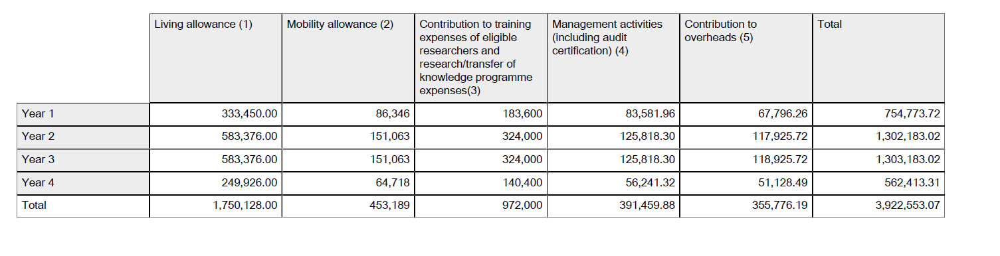 Living allowance (1) Mobility allowance (2) Contribution to training expenses of eligible researchers and research/transfer of knowledge programme expenses(3) Management activities (including audit certification) (4) Contribution to overheads (5) Total
Year 1 333,450.00 86,346 183,600 83,581.96 67,796.26 754,773.72
Year 2 583,376.00 151,063 324,000 125,818.30 117,925.72 1,302,183.02
Year 3 583,376.00 151,063 324,000 125,818.30 118,925.72 1,303,183.02
Year 4 249,926.00 64,718 140,400 56,241.32 51,128.49 562,413.31
Total 1,750,128.00 453,189 972,000 391,459.88 355,776.19 3,922,553.07